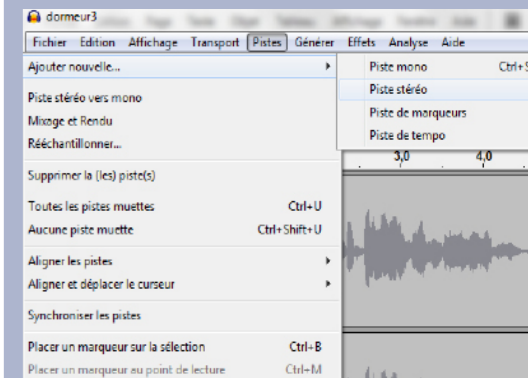 dormeur3
Fichier Edition Affichage Transport Pistes Générer Effets Analyse Aide
Ajouter nouvelle...
Piste mono Ctrl+S
Piste stéréo
Piste de marqueurs
Piste de tempo
Piste stéréo vers mono
Mixage et Rendu
Rééchantillonner...
3,0 4,0
Supprimer la (les) piste(s)
Toutes les pistes muettes Ctrl+U
Aucune piste muette Ctrl+Shift+U
Aligner les pistes
Aligner et déplacer le curseur
Synchroniser les pistes
Placer un marqueur sur la sélection Ctrl+B
Placer un marqueur au point de lecture Ctrl+M